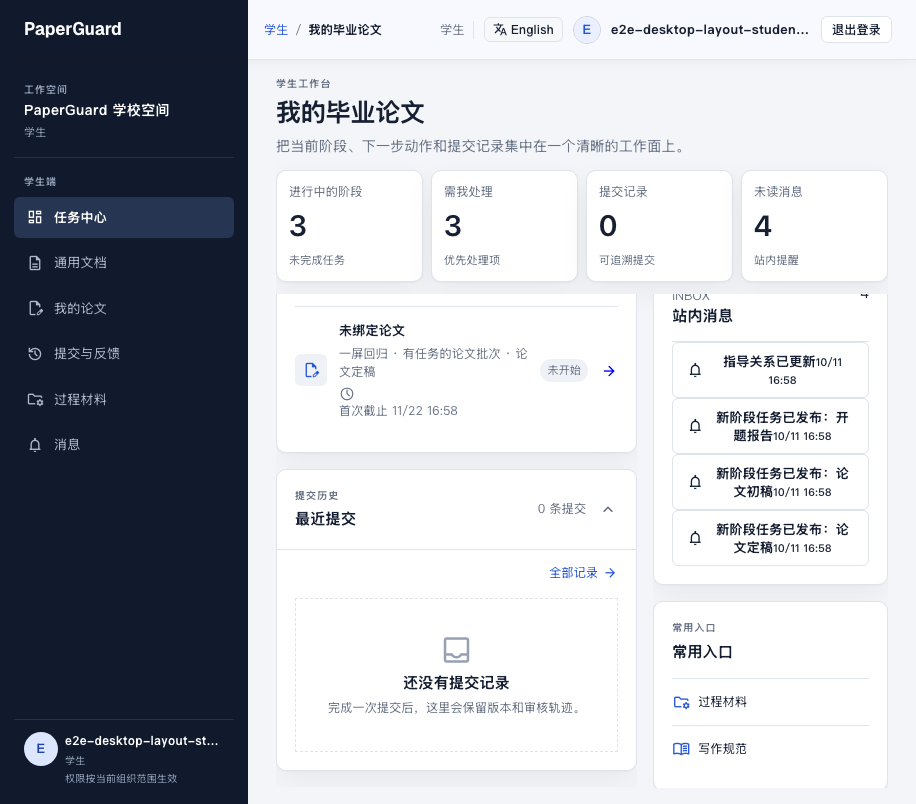 PaperGuard
工作空间
PaperGuard 学校空间
学生
学生端
任务中心
通用文档
我的论文
提交与反馈
过程材料
消息
E
e2e-desktop-layout-st...
学生
权限按当前组织范围生效
学生 / 我的毕业论文
学生
English
E
e2e-desktop-layout-studen...
退出登录
学生工作台
我的毕业论文
把当前阶段、下一步动作和提交记录集中在一个清晰的工作面上。
进行中的阶段
3
未完成任务
需我处理
3
优先处理项
提交记录
0
可追溯提交
未读消息
4
站内提醒
未绑定论文
一屏回归 · 有任务的论文批次 · 论
文定稿
首次截止 11/22 16:58
未开始
提交历史
最近提交
0 条提交
全部记录
还没有提交记录
完成一次提交后，这里会保留版本和审核轨迹。
INBOX
4
站内消息
指导关系已更新10/11
16:58
新阶段任务已发布：开
题报告10/11 16:58
新阶段任务已发布：论
文初稿10/11 16:58
新阶段任务已发布：论
文定稿10/11 16:58
常用入口
常用入口
过程材料
写作规范